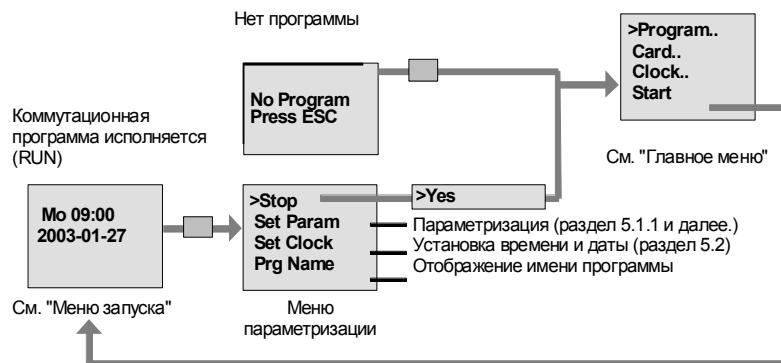 Нет программы
No Program
Press ESC
>Program..
Card..
Clock..
Start
См. "Главное меню"
Коммутационная
программа исполняется
(RUN)
Mo 09:00
2003-01-27
См. "Меню запуска"
>Stop
Set Param
Set Clock
Prg Name
Меню
параметризации
>Yes
Параметризация (раздел 5.1.1 и далее.)
Установка времени и даты (раздел 5.2)
Отображение имени программы